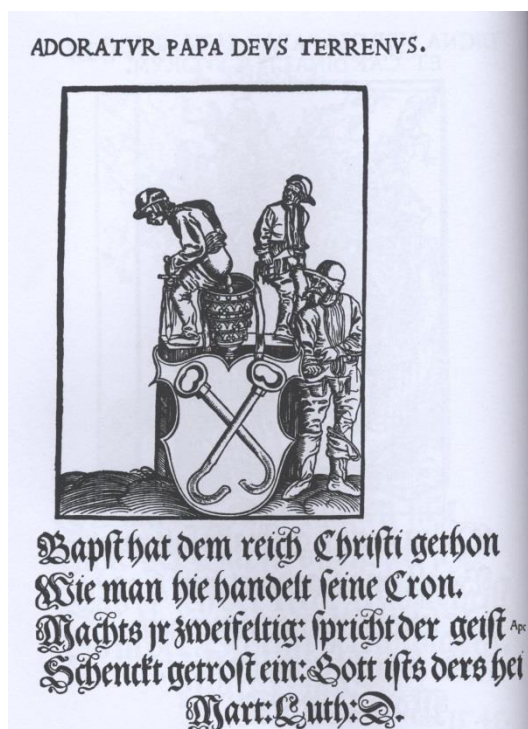 ADORATVR PAPA DEVS TERRENVS.
Bapst hat dem reich Christi gethon
Wie man hie handelt seine Cron.
Machts jr zweifeltig: spricht der geist Apc
Schenckt getrost ein: Gott ists ders hei
Mart: Luth: D.